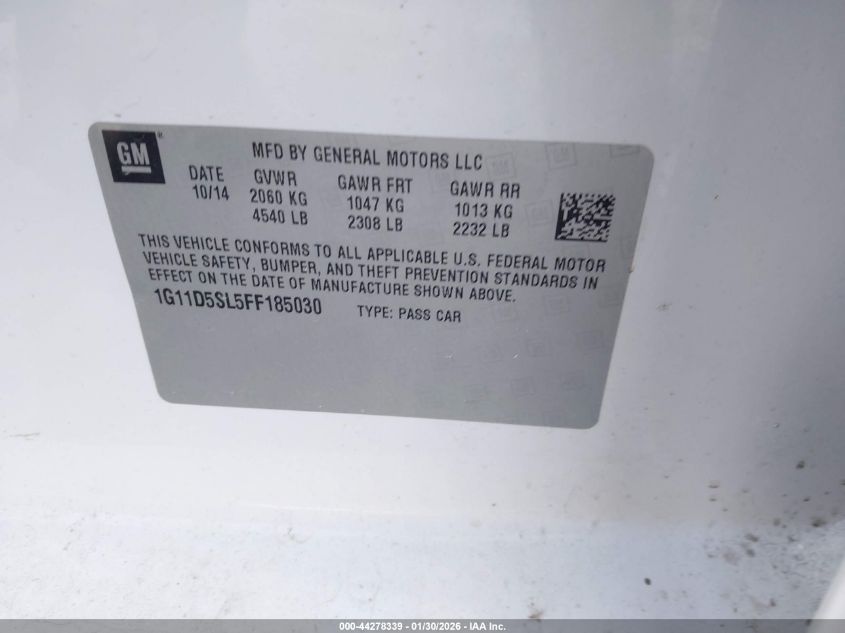 GM
MFD BY GENERAL MOTORS LLC
DATE GVWR GAWR FRT GAWR RR
10/14 2060 KG 1047 KG 1013 KG
4540 LB 2308 LB 2232 LB
THIS VEHICLE CONFORMS TO ALL APPLICABLE U.S. FEDERAL MOTOR
VEHICLE SAFETY, BUMPER, AND THEFT PREVENTION STANDARDS IN
EFFECT ON THE DATE OF MANUFACTURE SHOWN ABOVE.
1G11D5SL5FF185030 TYPE: PASS CAR
000-44278339 - 01/30/2026 - IAA Inc.